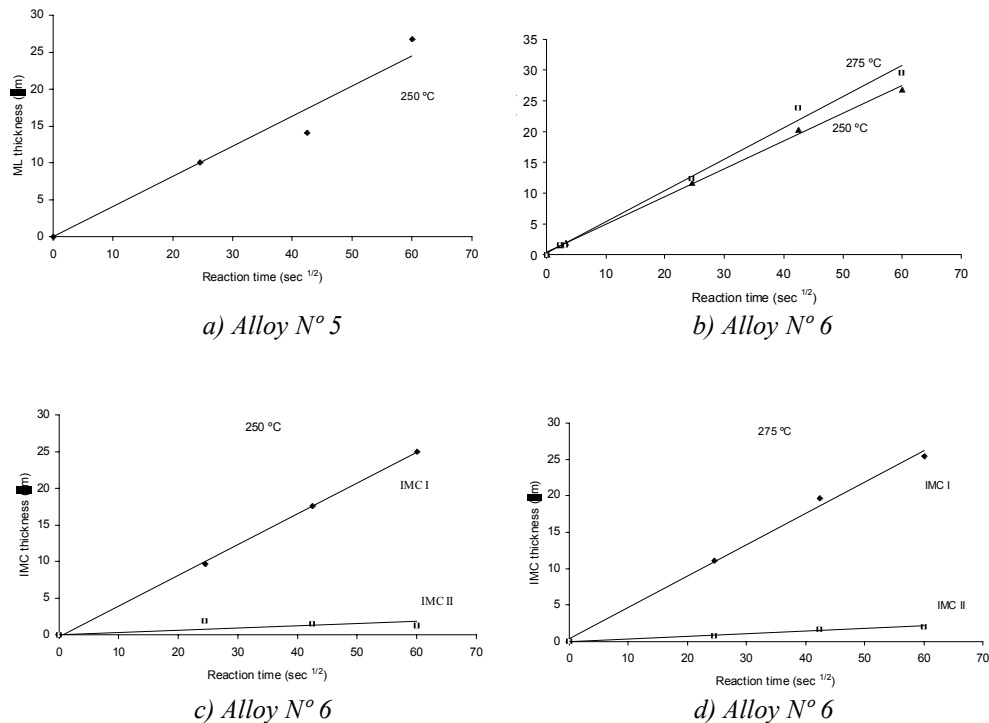 30
25
20
15
10
5
0
0 10 20 30 40 50 60 70
ML thickness (m)
250 ºC
Reaction time (sec 1/2)
a) Alloy Nº 5
35
30
25
20
15
10
5
0
0 10 20 30 40 50 60 70
275 ºC
250 ºC
Reaction time (sec 1/2)
b) Alloy Nº 6
30
25
20
15
10
5
0
0 10 20 30 40 50 60 70
IMC thickness (m)
250 ºC
IMC I
IMC II
Reaction time (sec 1/2)
c) Alloy Nº 6
30
25
20
15
10
5
0
0 10 20 30 40 50 60 70
IMC thickness (m)
275 ºC
IMC I
IMC II
Reaction time (sec 1/2)
d) Alloy Nº 6